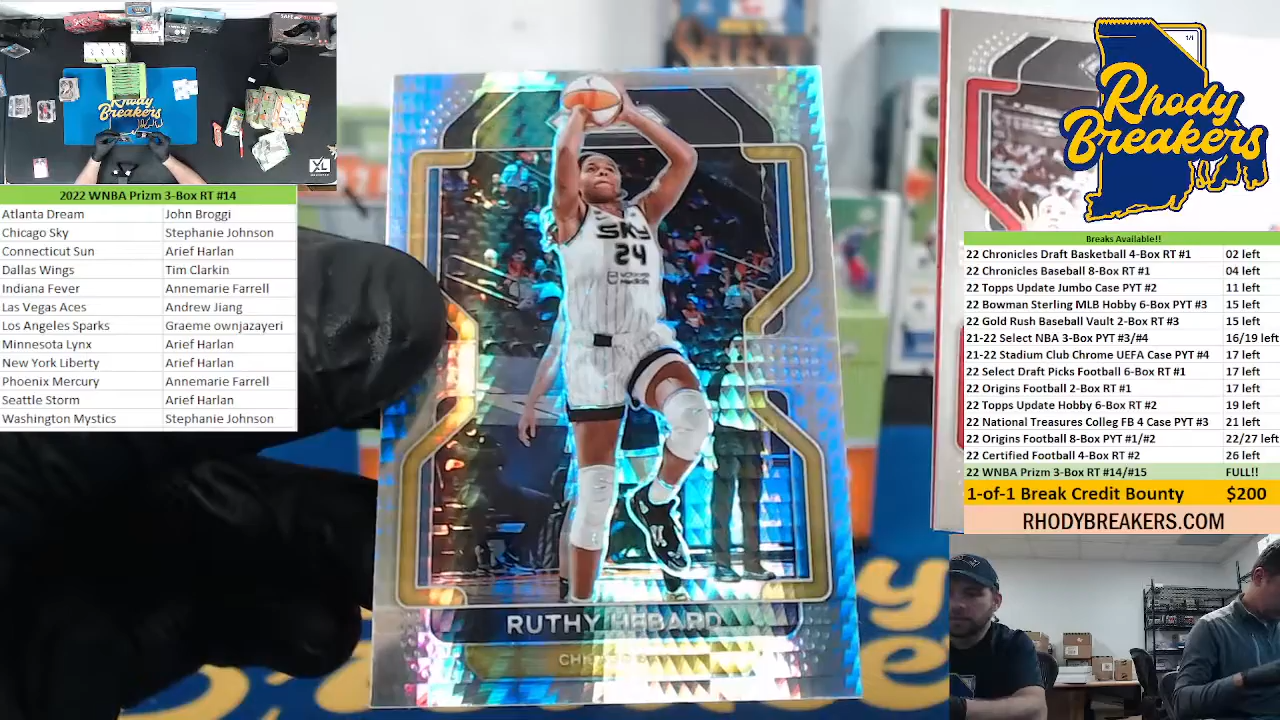 2022 WNBA Prizm 3-Box RT #14
Atlanta Dream John Broggi
Chicago Sky Stephanie Johnson
Connecticut Sun Arief Harlan
Dallas Wings Tim Clarkin
Indiana Fever Annemarie Farrell
Las Vegas Aces Andrew Jiang
Los Angeles Sparks Graeme ownjazayeri
Minnesota Lynx Arief Harlan
New York Liberty Arief Harlan
Phoenix Mercury Annemarie Farrell
Seattle Storm Arief Harlan
Washington Mystics Stephanie Johnson
Rhody
Breakers
XL
SKY
24
RUTHY HEBARD
1/1
Rhody
Breakers
Breaks Available!!
22 Chronicles Draft Basketball 4-Box RT #1 02 left
22 Chronicles Baseball 8-Box RT #1 04 left
22 Topps Update Jumbo Case PYT #2 11 left
22 Bowman Sterling MLB Hobby 6-Box PYT #3 15 left
22 Gold Rush Baseball Vault 2-Box RT #3 15 left
21-22 Select NBA 3-Box PYT #3/#4 16/19 left
21-22 Stadium Club Chrome UEFA Case PYT #4 17 left
22 Select Draft Picks Football 6-Box RT #1 17 left
22 Origins Football 2-Box RT #1 17 left
22 Topps Update Hobby 6-Box RT #2 19 left
22 National Treasures Colleg FB 4 Case PYT #3 21 left
22 Origins Football 8-Box PYT #1/#2 22/27 left
22 Certified Football 4-Box RT #2 26 left
22 WNBA Prizm 3-Box RT #14/#15 FULL!!
1-of-1 Break Credit Bounty $200
RHODYBREAKERS.COM